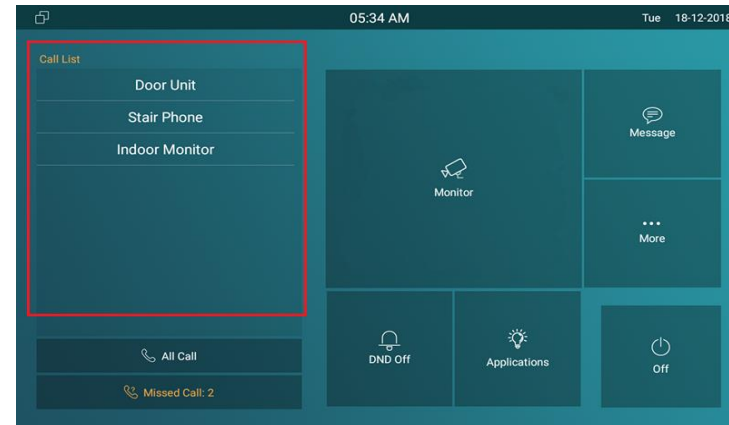 05:34 AM
Tue 18-12-2018
Call List
Door Unit
Stair Phone
Indoor Monitor
All Call
Missed Call: 2
Monitor
Message
More
DND Off
Applications
Off